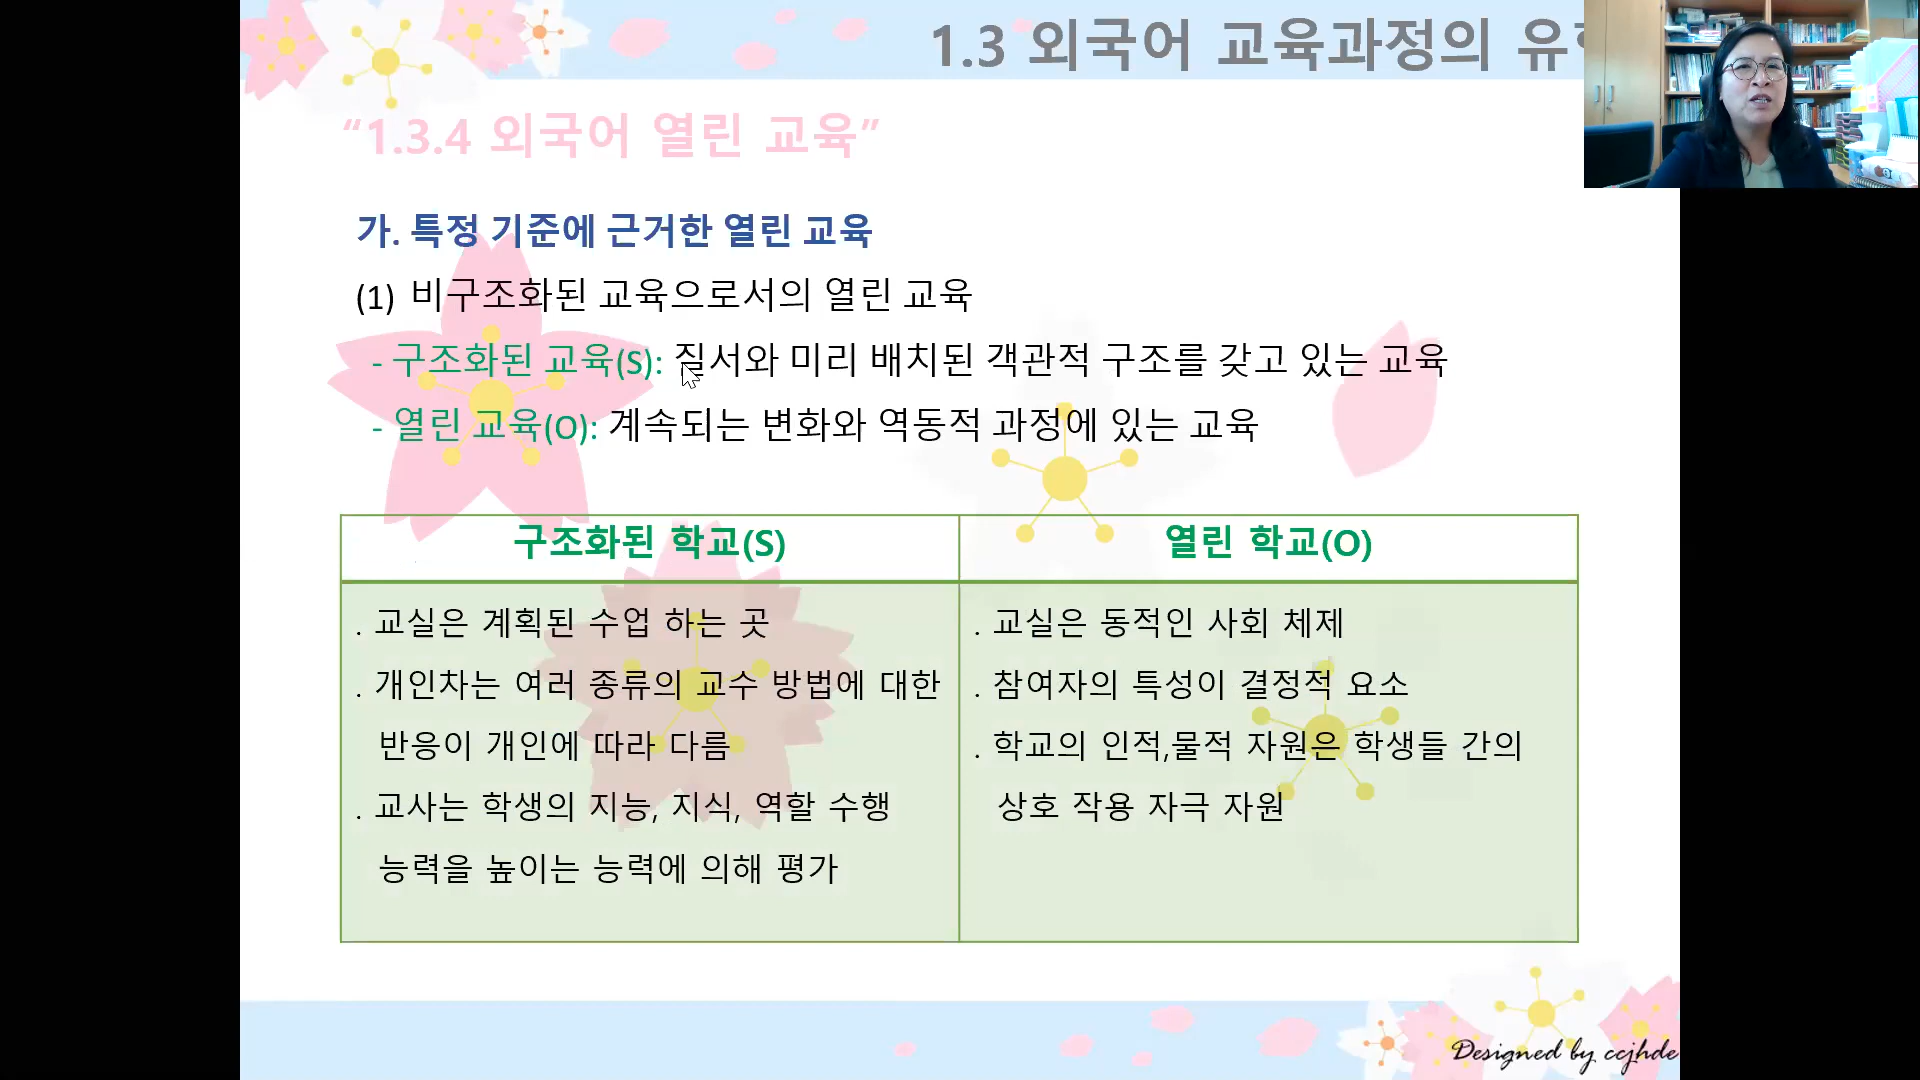 1.3 외국어 교육과정의
“1.3.4 외국어 열린 교육”
가. 특정 기준에 근거한 열린 교육
(1) 비구조화된 교육으로서의 열린 교육
- 구조화된 교육(S): 질서와 미리 배치된 객관적 구조를 갖고 있는 교육
- 열린 교육(O): 계속되는 변화와 역동적 과정에 있는 교육
구조화된 학교(S)
. 교실은 계획된 수업 하는 곳
. 개인차는 여러 종류의 교수 방법에 대한
반응이 개인에 따라 다름
. 교사는 학생의 지능, 지식, 역할 수행
능력을 높이는 능력에 의해 평가
열린 학교(O)
. 교실은 동적인 사회 체제
. 참여자의 특성이 결정적 요소
. 학교의 인적,물적 자원은 학생들 간의
상호 작용 자극 자원
Designed by ccjhde